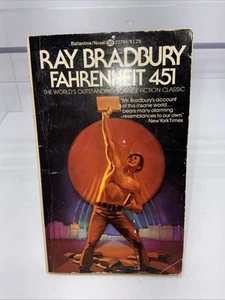 Ballantine/Novel 22781/$1.25
RAY BRADBURY
FAHRENHEIT 451
THE WORLD'S OUTSTANDING SCIENCE FICTION CLASSIC
"Mr. Bradbury's account
of this insane world...
bears many alarming
resemblances to our own."
New York Times